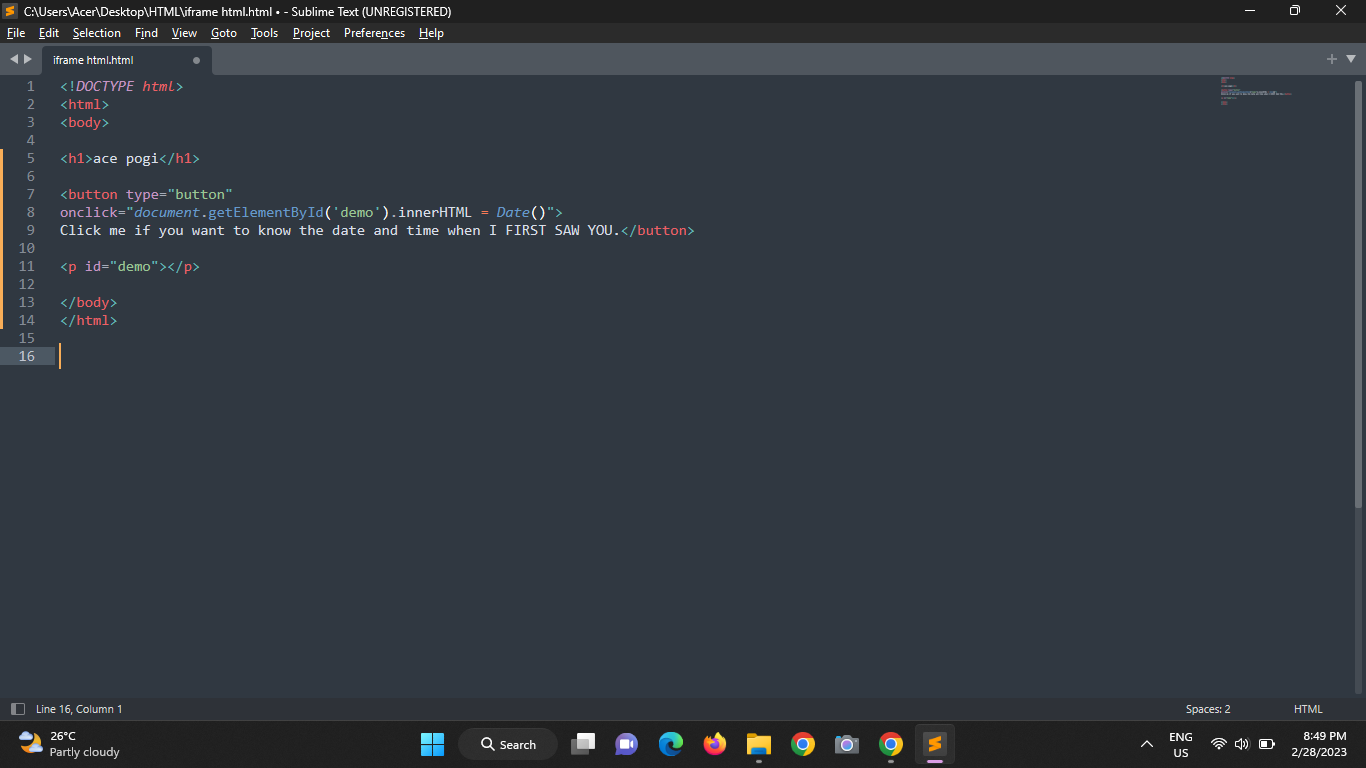 C:\Users\Acer\Desktop\HTML\iframe html.html • - Sublime Text (UNREGISTERED)
File Edit Selection Find View Goto Tools Project Preferences Help
iframe html.html
1 <!DOCTYPE html>
2 <html>
3 <body>
4
5 <h1>ace pogi</h1>
6
7 <button type="button"
8 onclick="document.getElementById('demo').innerHTML = Date()">
9 Click me if you want to know the date and time when I FIRST SAW YOU.</button>
10
11 <p id="demo"></p>
12
13 </body>
14 </html>
15
16
Line 16, Column 1 Spaces: 2 HTML
26°C
Partly cloudy
Search
ENG
US
8:49 PM
2/28/2023